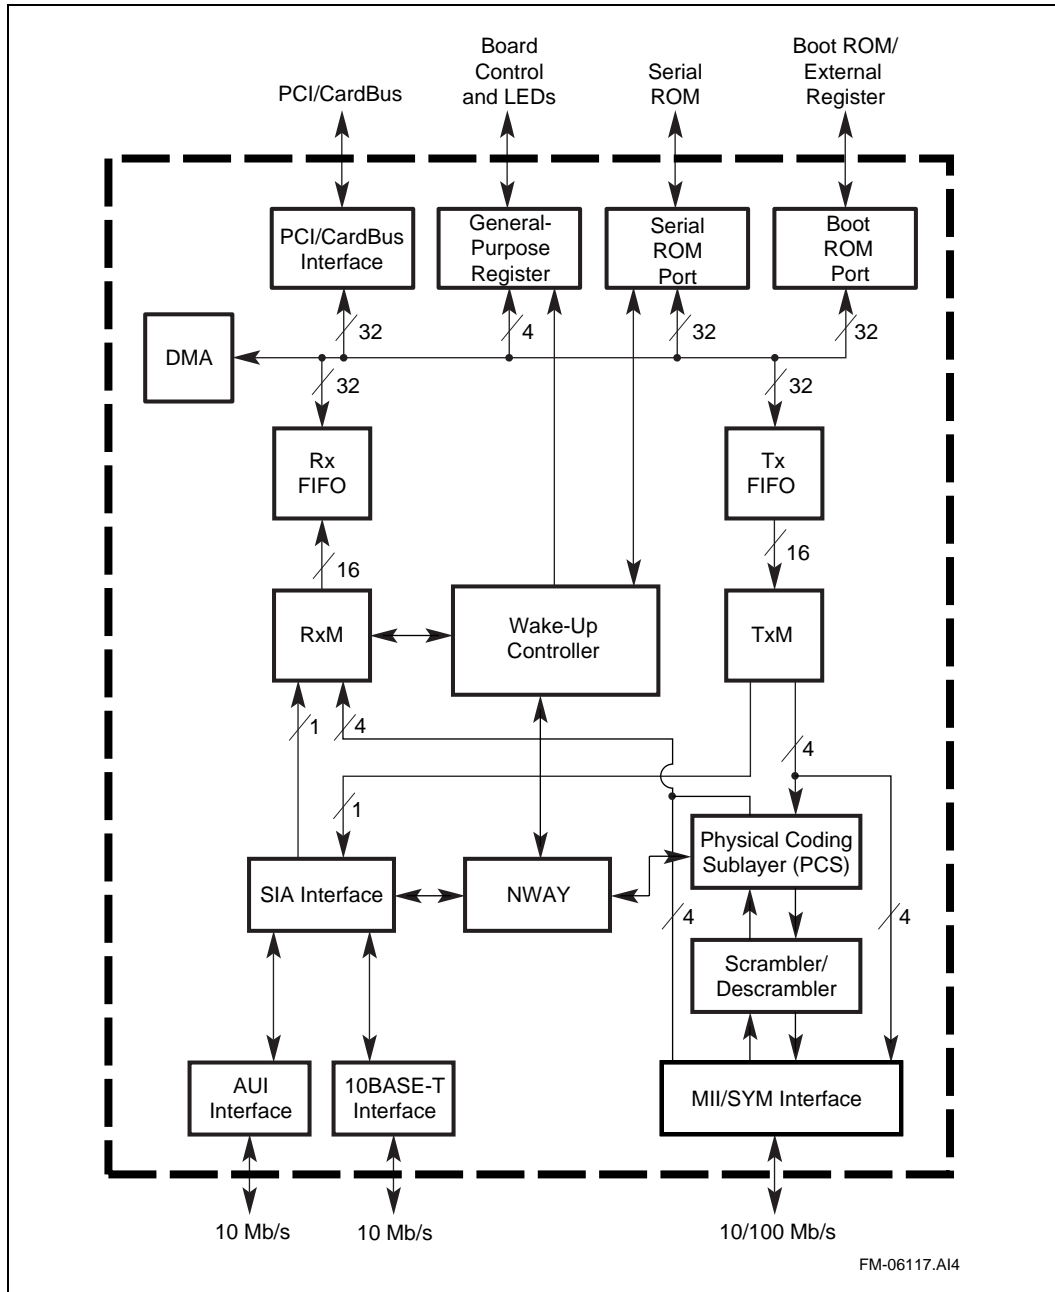 Board
Control
and LEDs
Boot ROM/
External
Register
Serial
ROM
PCI/CardBus
PCI/CardBus
Interface
General-
Purpose
Register
Serial
ROM
Port
Boot
ROM
Port
32
4
32
32
DMA
32
32
Rx
FIFO
Tx
FIFO
16
16
RxM
Wake-Up
Controller
TxM
1
4
4
1
Physical Coding
Sublayer (PCS)
SIA Interface
NWAY
4
4
Scrambler/
Descrambler
AUI
Interface
10BASE-T
Interface
MII/SYM Interface
10 Mb/s
10 Mb/s
10/100 Mb/s
FM-06117.AI4